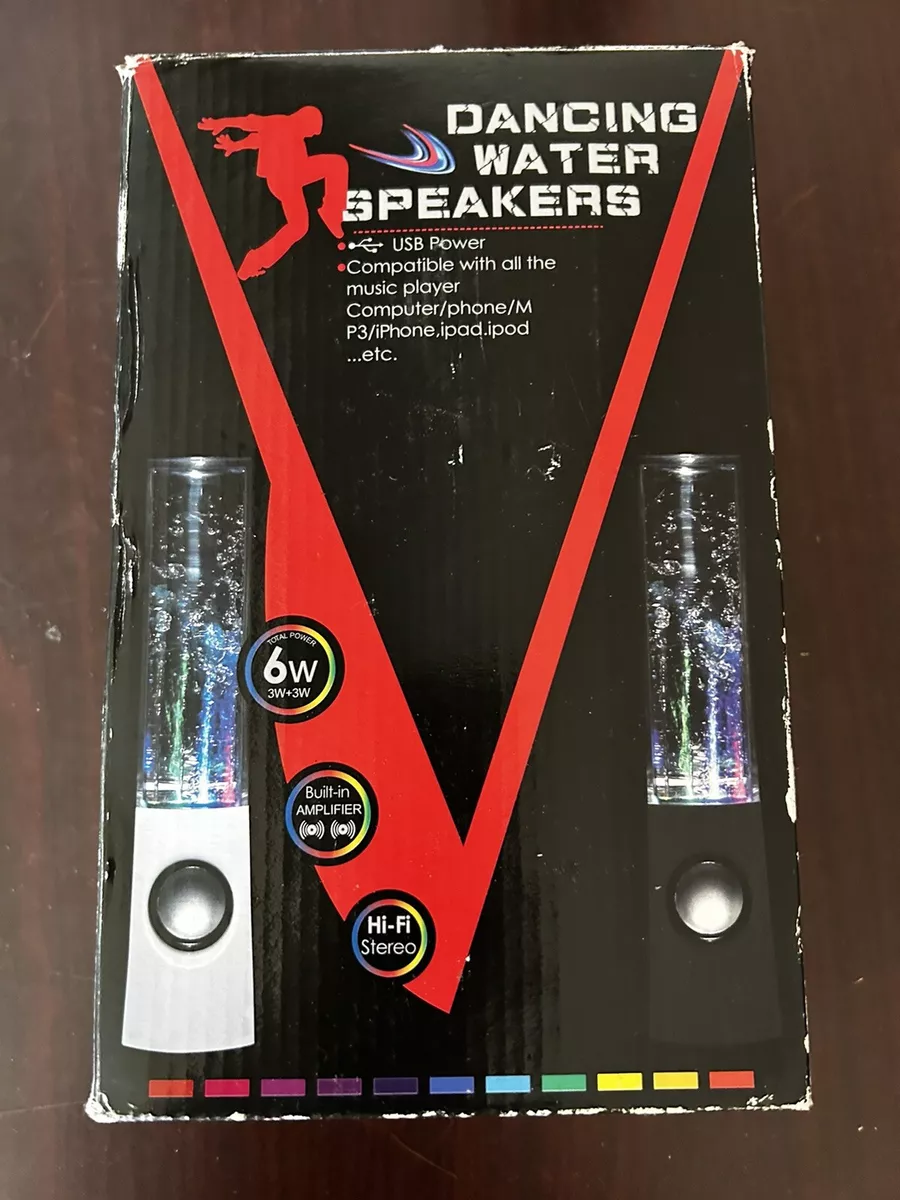 DANCING
WATER
SPEAKERS
USB Power
Compatible with all the
music player
Computer/phone/M
P3/iPhone,ipad.ipod
...etc.
TOTAL POWER
6W
3W+3W
Built-in
AMPLIFIER
Hi-Fi
Stereo